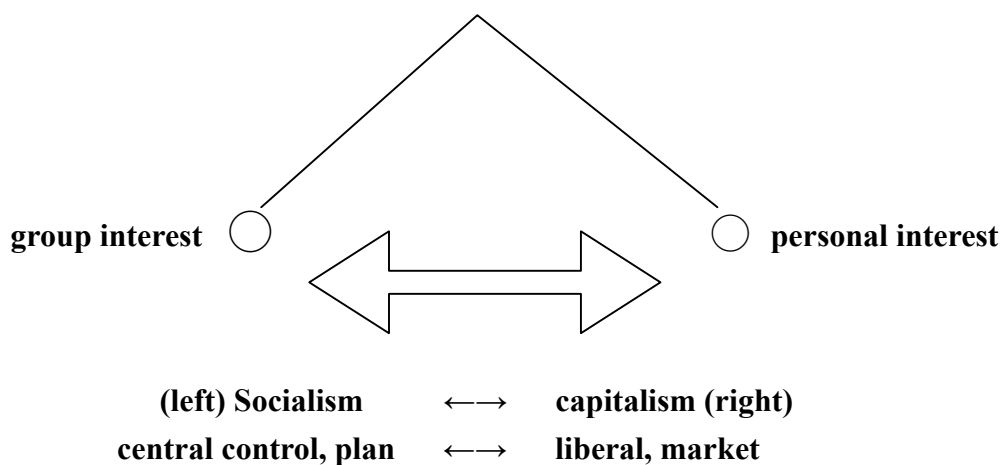 group interest
personal interest
(left) Socialism ←→ capitalism (right)
central control, plan ←→ liberal, market